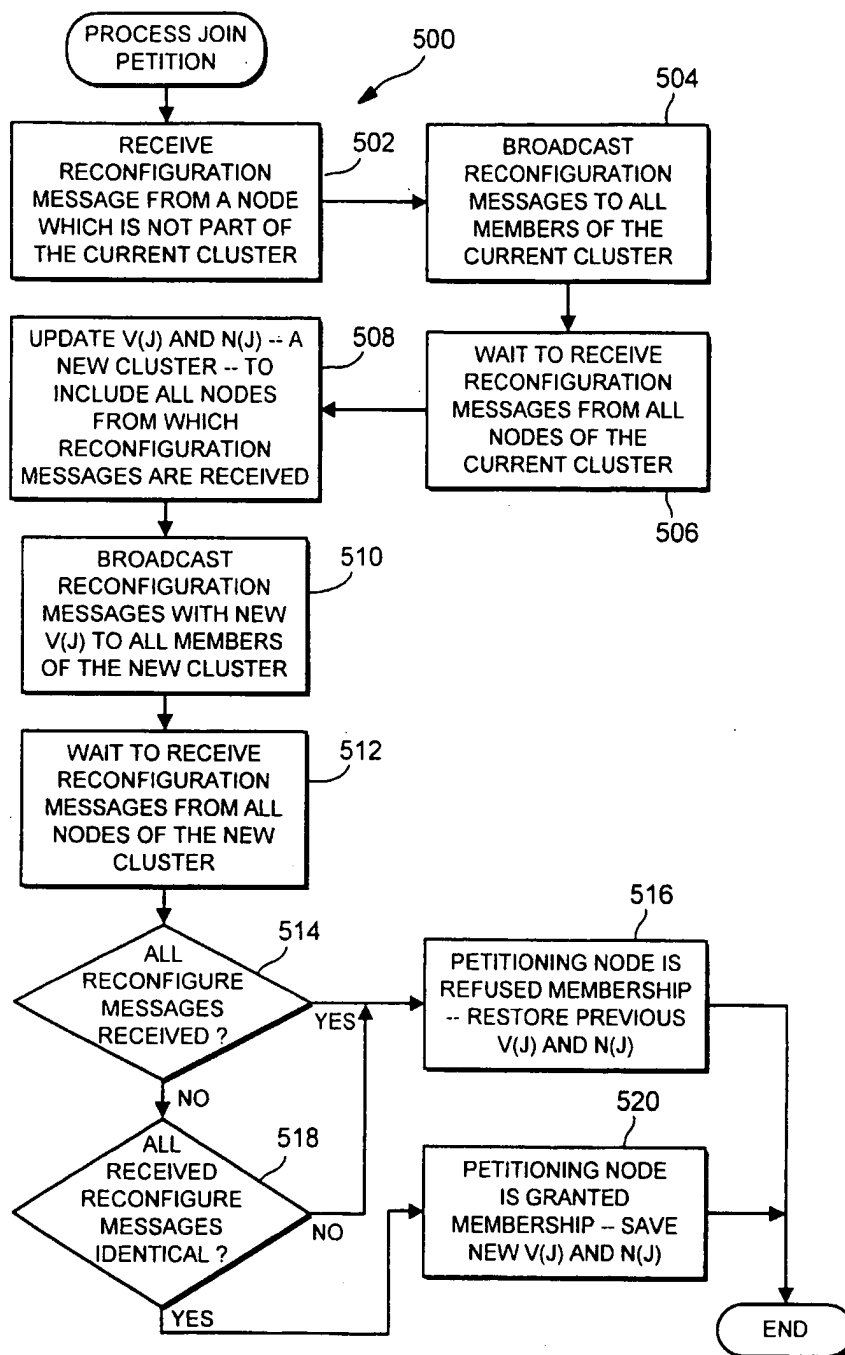 PROCESS JOIN
PETITION
500
RECEIVE
RECONFIGURATION
MESSAGE FROM A NODE
WHICH IS NOT PART OF
THE CURRENT CLUSTER
502
504
BROADCAST
RECONFIGURATION
MESSAGES TO ALL
MEMBERS OF THE
CURRENT CLUSTER
WAIT TO RECEIVE
RECONFIGURATION
MESSAGES FROM ALL
NODES OF THE
CURRENT CLUSTER
506
UPDATE V(J) AND N(J) -- A
NEW CLUSTER -- TO
INCLUDE ALL NODES
FROM WHICH
RECONFIGURATION
MESSAGES ARE RECEIVED
508
BROADCAST
RECONFIGURATION
MESSAGES WITH NEW
V(J) TO ALL MEMBERS
OF THE NEW CLUSTER
510
WAIT TO RECEIVE
RECONFIGURATION
MESSAGES FROM ALL
NODES OF THE NEW
CLUSTER
512
ALL
RECONFIGURE
MESSAGES
RECEIVED ?
514
YES
NO
516
PETITIONING NODE IS
REFUSED MEMBERSHIP
-- RESTORE PREVIOUS
V(J) AND N(J)
ALL
RECEIVED
RECONFIGURE
MESSAGES
IDENTICAL ?
518
NO
YES
520
PETITIONING NODE
IS GRANTED
MEMBERSHIP -- SAVE
NEW V(J) AND N(J)
END